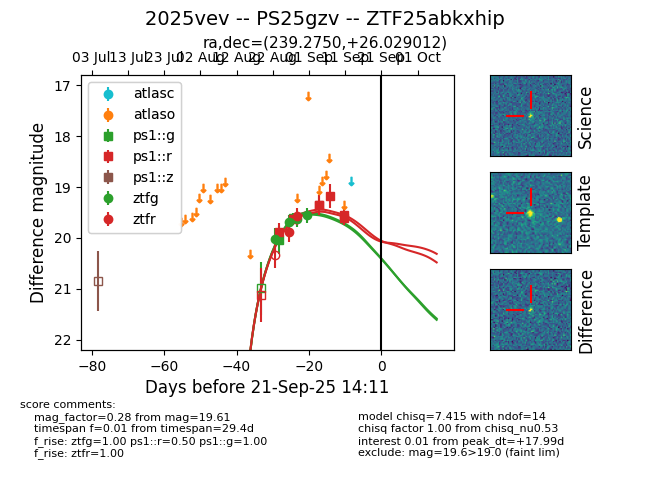 2025vev -- PS25gzv -- ZTF25abkxhip
ra,dec=(239.2750,+26.029012)
03 Jul 13 Jul 23 Jul 02 Aug 12 Aug 22 Aug 01 Sep 11 Sep 21 Sep 01 Oct
Difference magnitude
17
18
19
20
21
22
atlasc
atlaso
ps1::g
ps1::r
ps1::z
ztfg
ztfr
−80 −60 −40 −20 0
Days before 21-Sep-25 14:11
Science
Template
Difference
score comments:
mag_factor=0.28 from mag=19.61
timespan f=0.01 from timespan=29.4d
f_rise: ztfg=1.00 ps1::r=0.50 ps1::g=1.00
f_rise: ztfr=1.00
model chisq=7.415 with ndof=14
chisq factor 1.00 from chisq_nu0.53
interest 0.01 from peak_dt=+17.99d
exclude: mag=19.6>19.0 (faint lim)